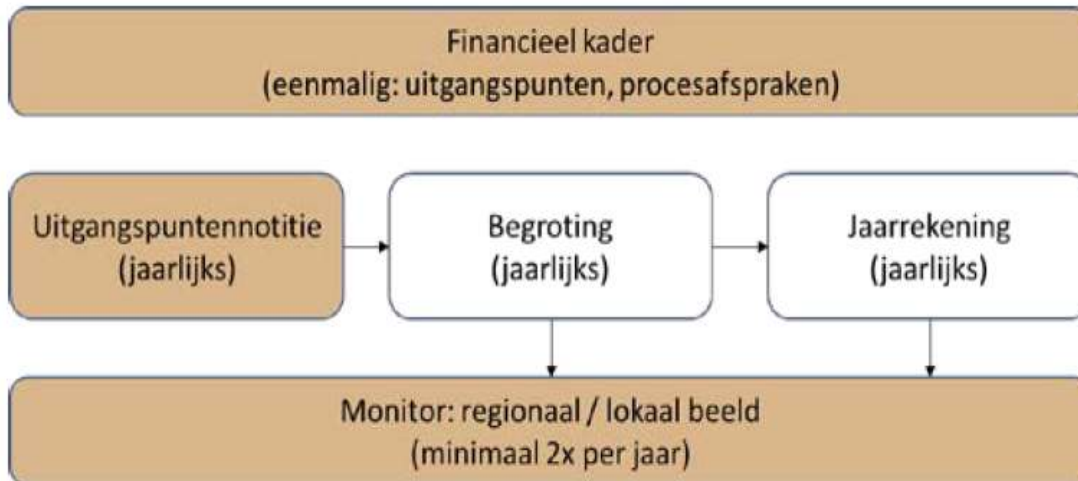 Financieel kader
(eenmalig: uitgangspunten, procesafspraken)
Uitgangspuntennotitie
(jaarlijks)
Begroting
(jaarlijks)
Jaarrekening
(jaarlijks)
Monitor: regionaal / lokaal beeld
(minimaal 2x per jaar)